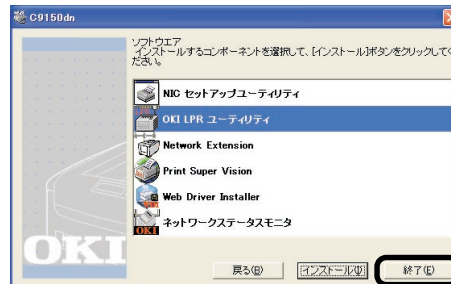 C9150dn
ソフトウエア
インストールするコンポーネントを選択して、[インストール]ボタンをクリックしてく
ださい。
NIC セットアップユーティリティ
OKI LPR ユーティリティ
Network Extension
Print Super Vision
Web Driver Installer
ネットワークステータスモニタ
OKI
OKI
戻る(B)
インストール(I)
終了(E)